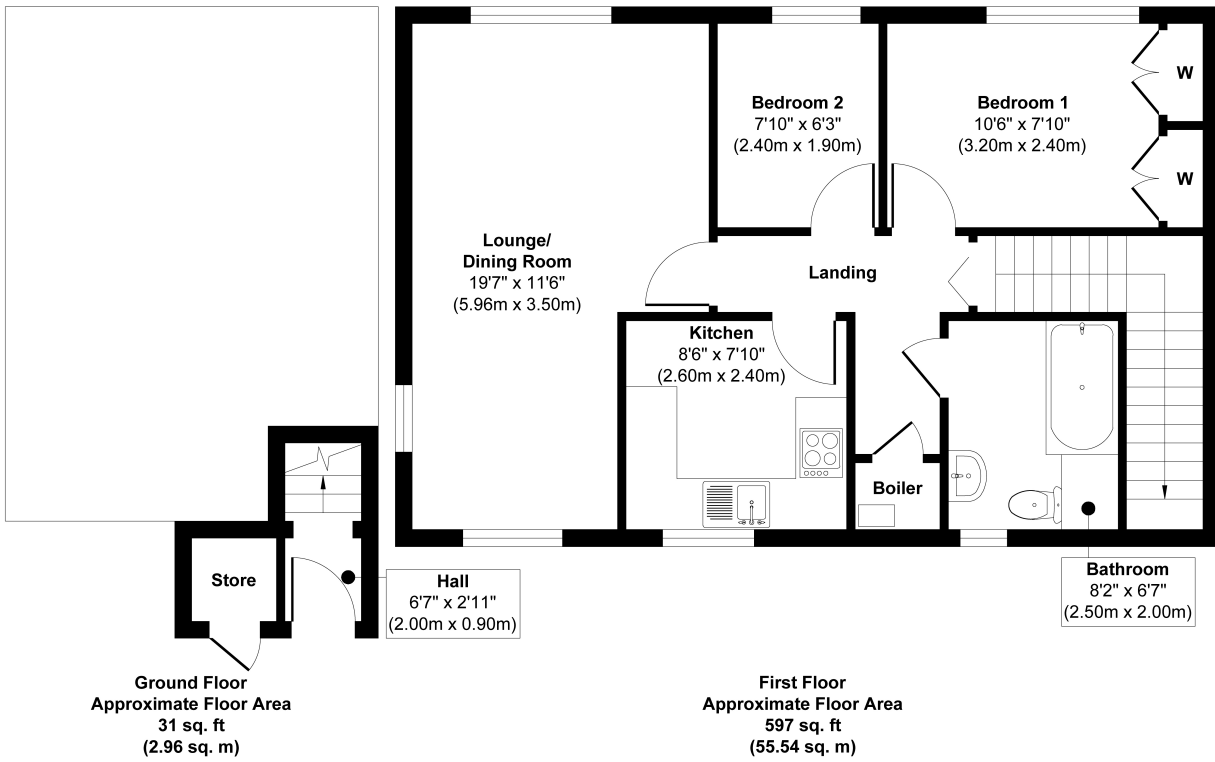 Bedroom 2
7'10" x 6'3"
(2.40m x 1.90m)
Bedroom 1
10'6" x 7'10"
(3.20m x 2.40m)
W
W
Lounge/
Dining Room
19'7" x 11'6"
(5.96m x 3.50m)
Landing
Kitchen
8'6" x 7'10"
(2.60m x 2.40m)
Boiler
Store
Hall
6'7" x 2'11"
(2.00m x 0.90m)
Bathroom
8'2" x 6'7"
(2.50m x 2.00m)
Ground Floor
Approximate Floor Area
31 sq. ft
(2.96 sq. m)
First Floor
Approximate Floor Area
597 sq. ft
(55.54 sq. m)